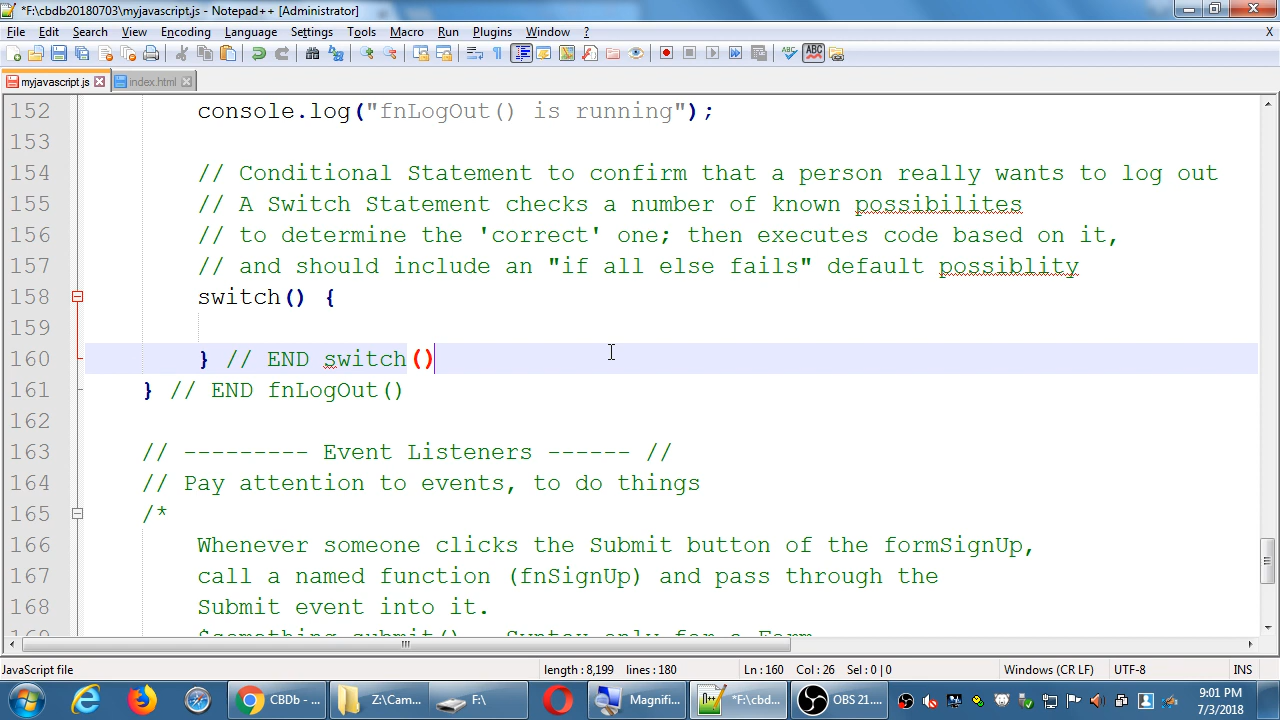 *F:\cbdb20180703\myjavascript.js - Notepad++ [Administrator]
File Edit Search View Encoding Language Settings Tools Macro Run Plugins Window ? X
myjavascript.js index.html
152 console.log("fnLogOut() is running");
153
154 // Conditional Statement to confirm that a person really wants to log out
155 // A Switch Statement checks a number of known possibilites
156 // to determine the 'correct' one; then executes code based on it,
157 // and should include an "if all else fails" default possiblity
158 switch() {
159
160 } // END switch()
161 } // END fnLogOut()
162
163 // --------- Event Listeners ------ //
164 // Pay attention to events, to do things
165 /*
166 Whenever someone clicks the Submit button of the formSignUp,
167 call a named function (fnSignUp) and pass through the
168 Submit event into it.
JavaScript file length : 8,199 lines : 180 Ln : 160 Col : 26 Sel : 0 | 0 Windows (CR LF) UTF-8 INS
CBDb - ... Z:\Cam... F:\ Magnifi... *F:\cbd... OBS 21.... 9:01 PM
7/3/2018